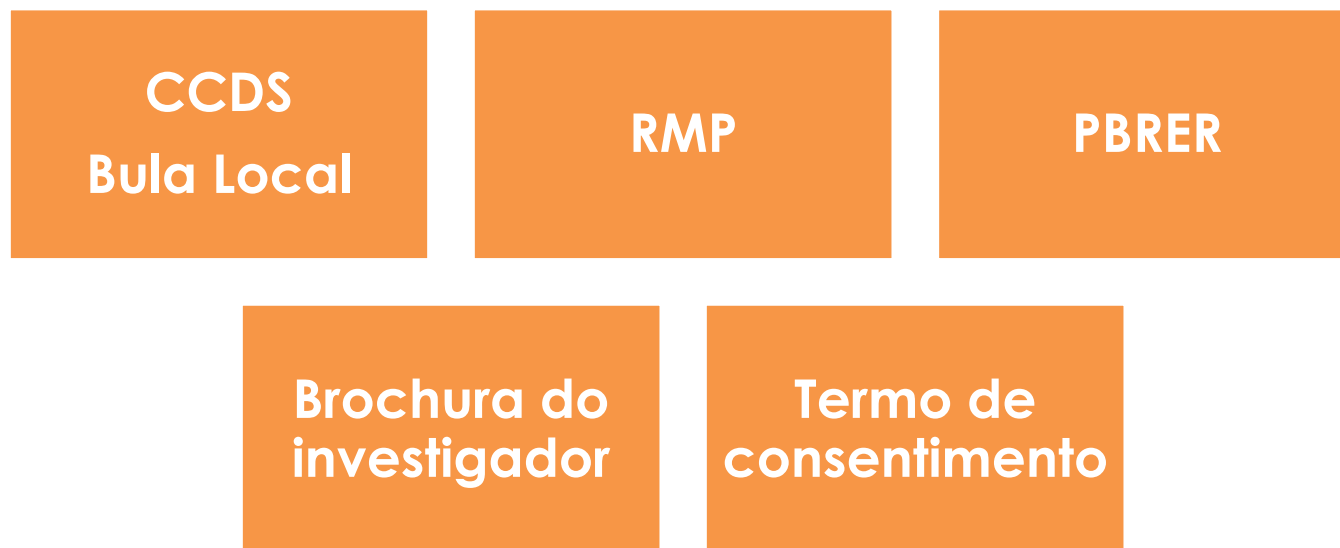 CCDS
Bula Local
RMP
PBRER
Brochura do
investigador
Termo de
consentimento